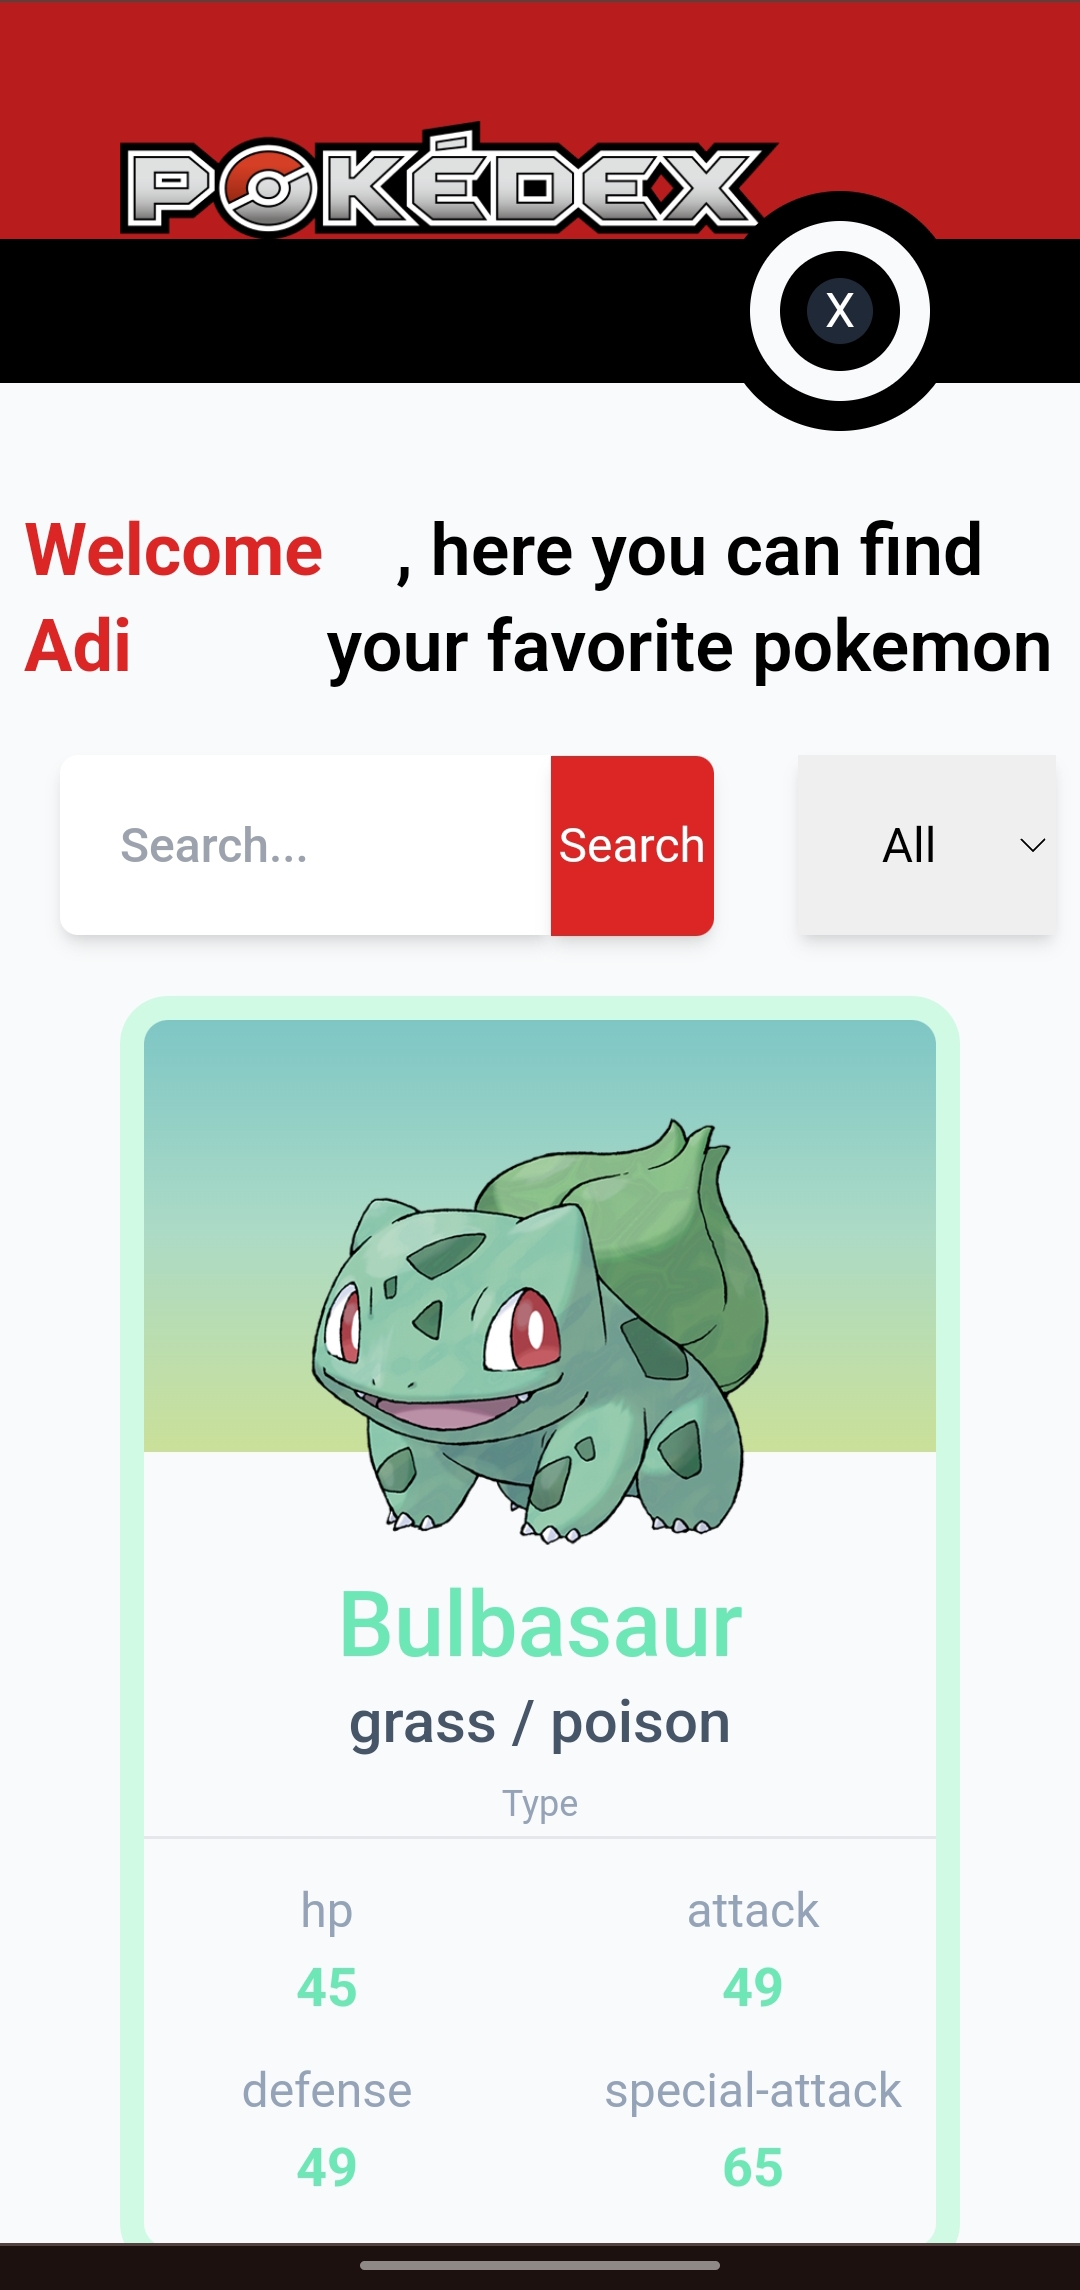 POKÉDEX
X
Welcome , here you can find
Adi your favorite pokemon
Search... Search All
Bulbasaur
grass / poison
Type
hp attack
45 49
defense special-attack
49 65